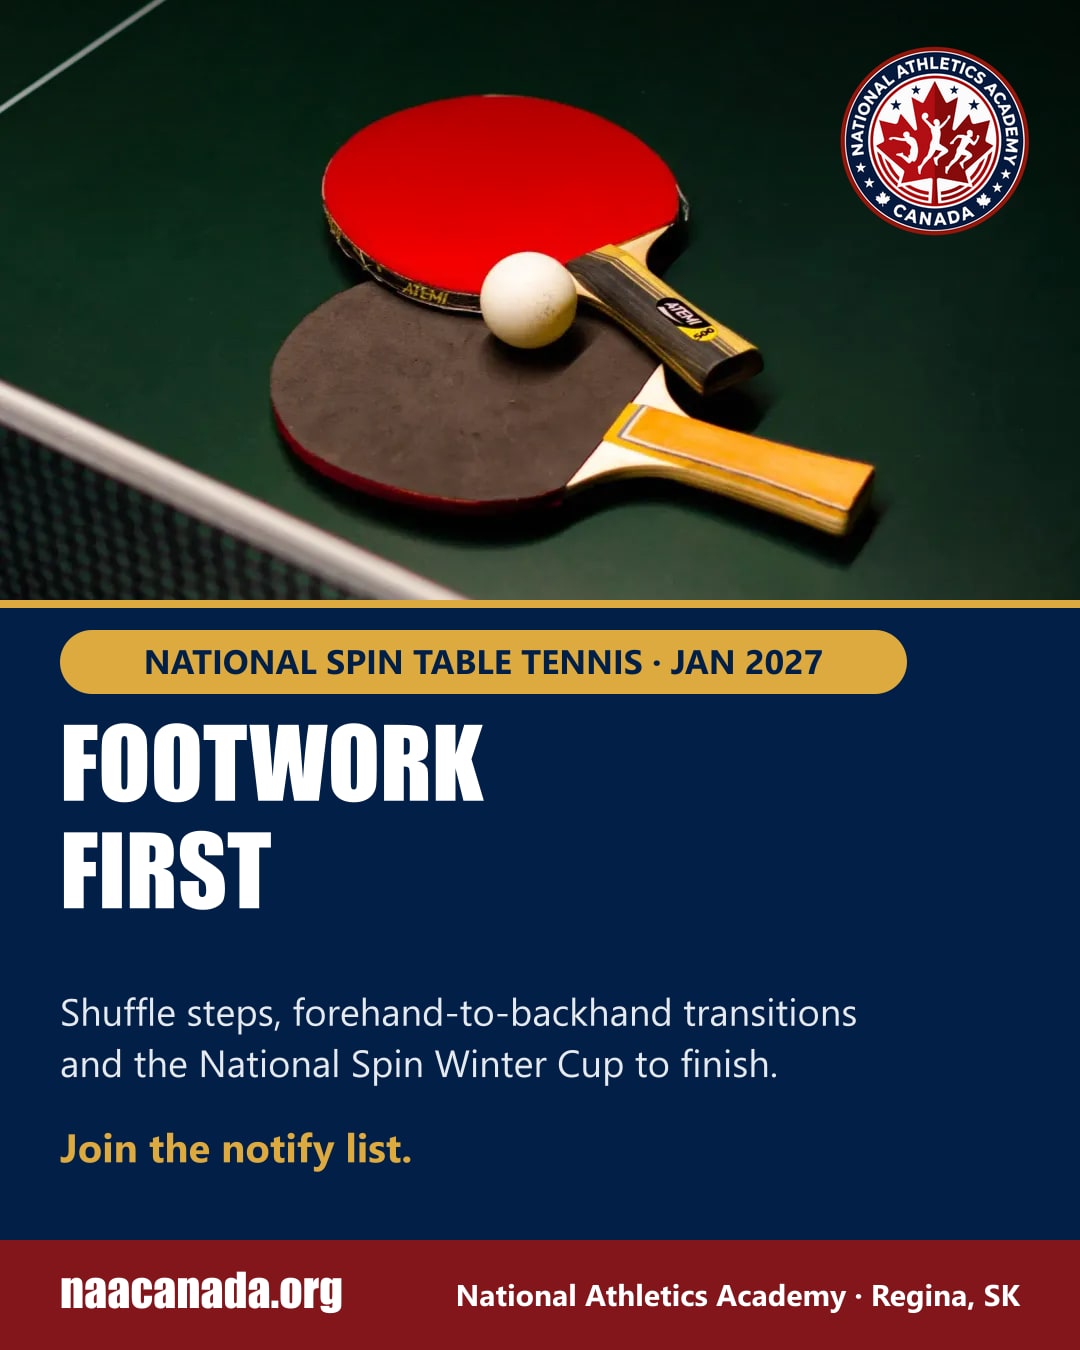 NATIONAL ATHLETICS ACADEMY
CANADA
ATEMI
ATEMI
500
NATIONAL SPIN TABLE TENNIS · JAN 2027
FOOTWORK
FIRST
Shuffle steps, forehand-to-backhand transitions
and the National Spin Winter Cup to finish.
Join the notify list.
naacanada.org
National Athletics Academy · Regina, SK